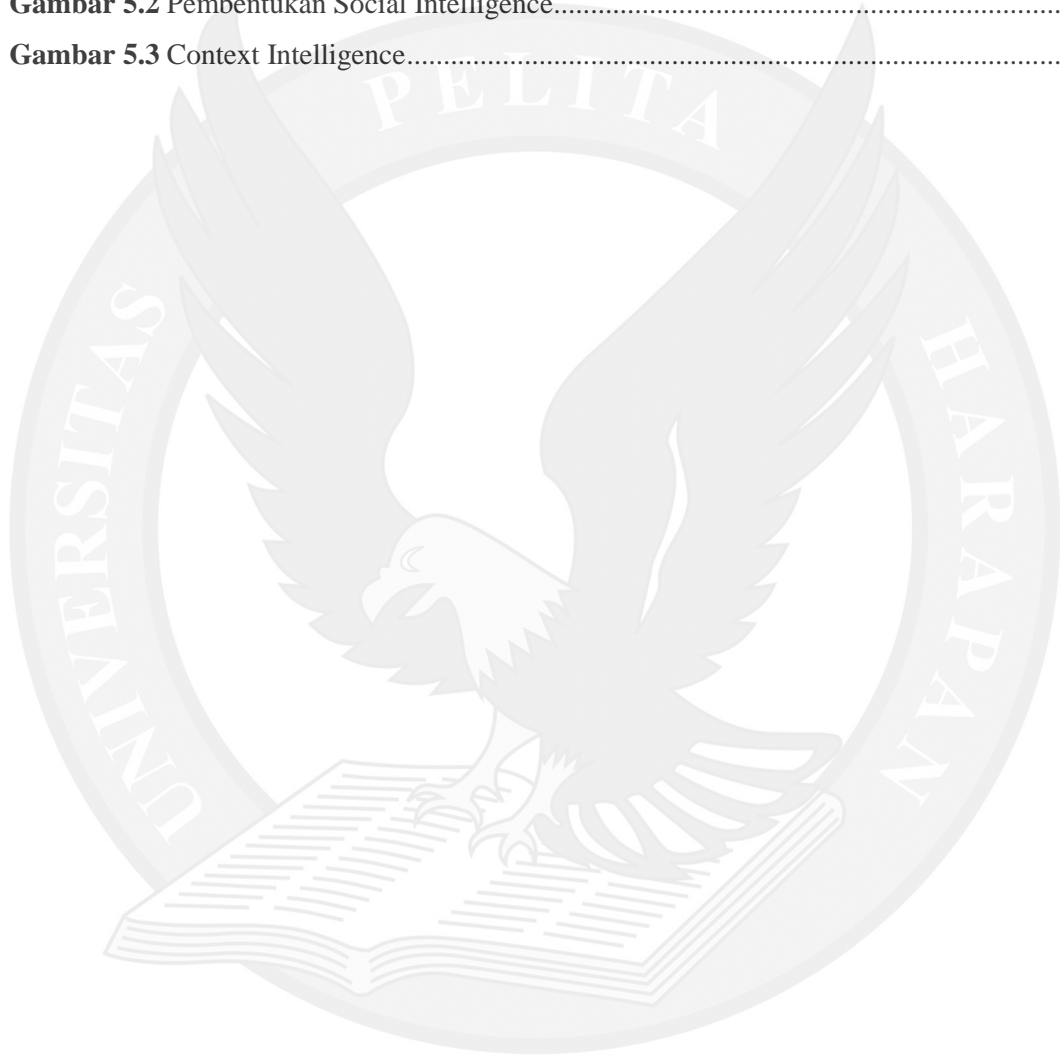 Gambar 5.2 Pembentukan Social Intelligence................................................................................
Gambar 5.3 Context Intelligence.......................................................................................................
UNIVERSITAS
PELITA
HARAPAN